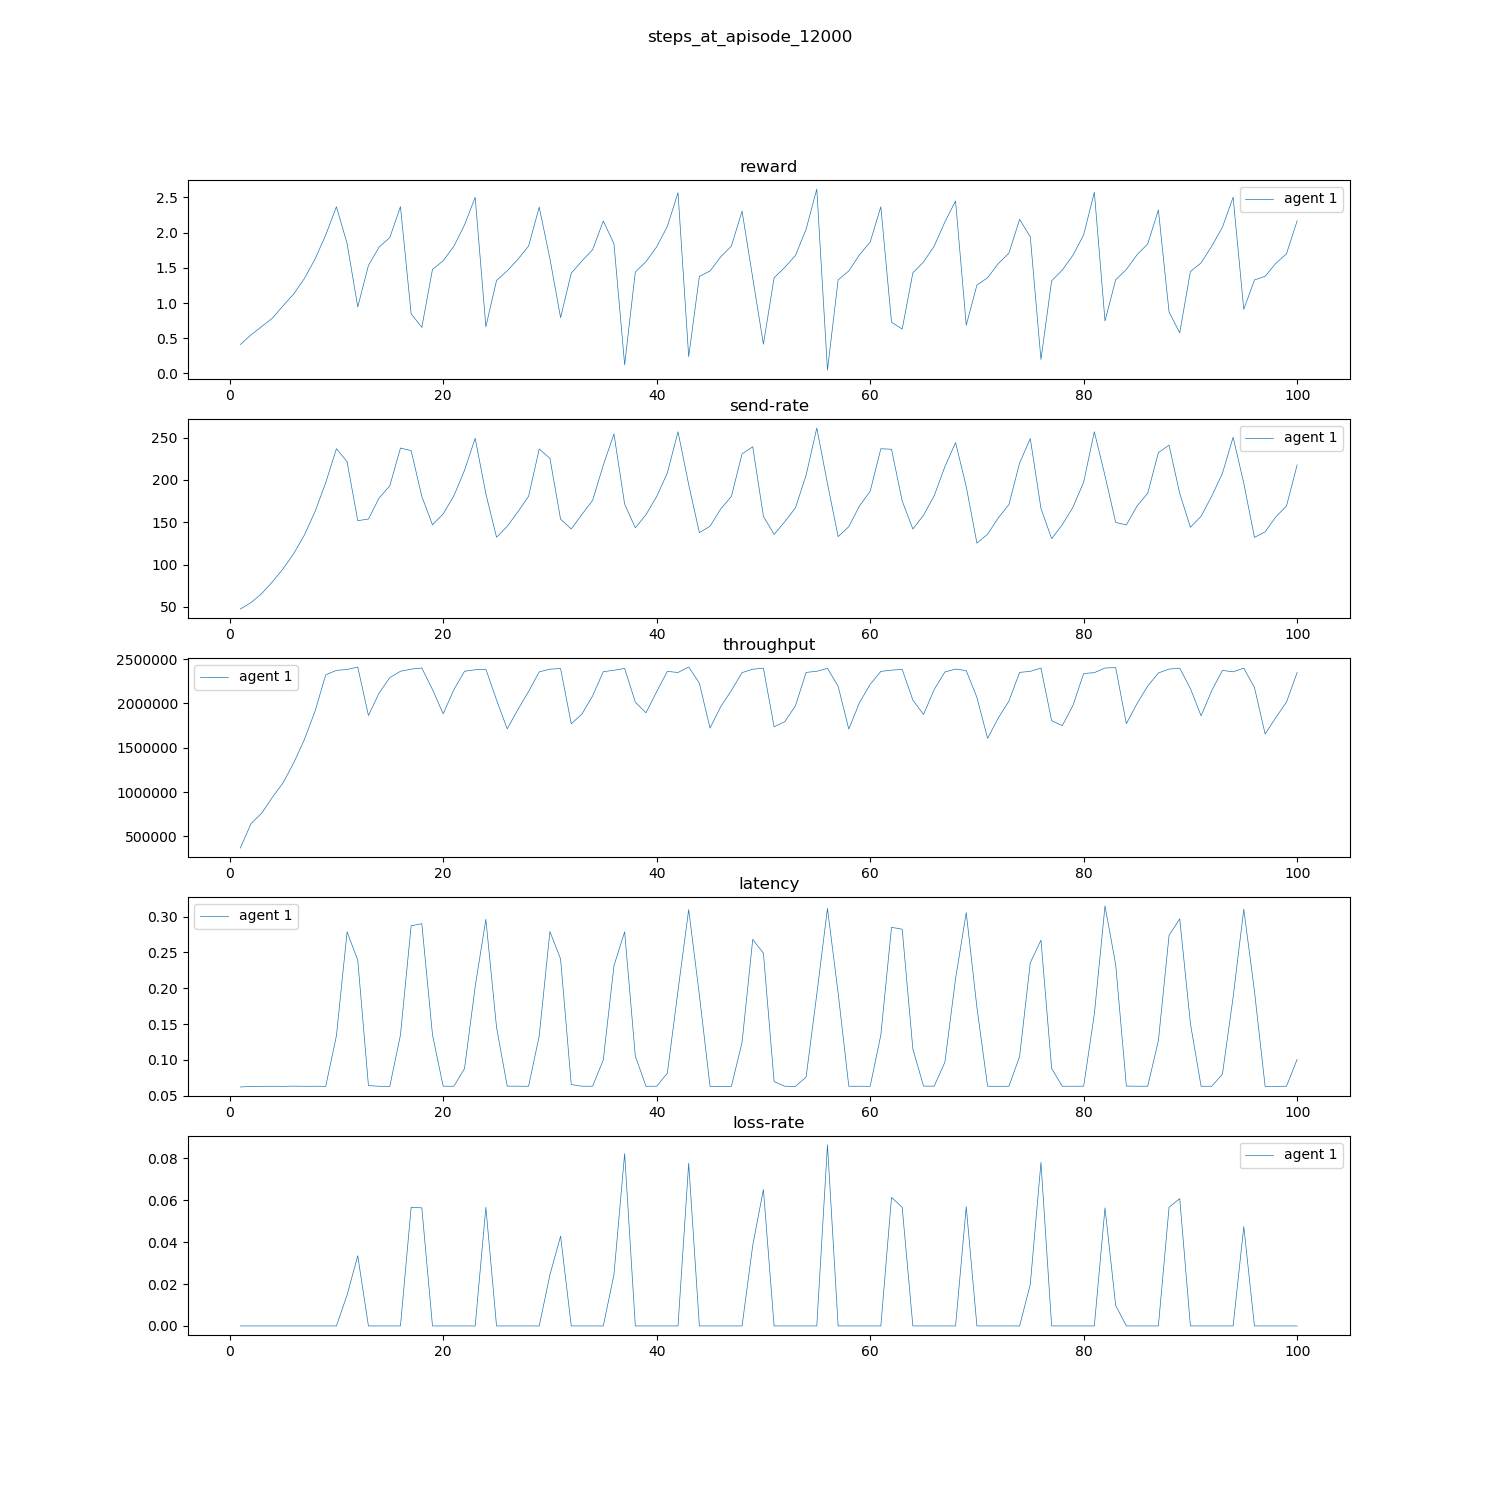 steps_at_apisode_12000
reward
2.5
2.0
1.5
1.0
0.5
0.0
agent 1
0 20 40 60 80 100
send-rate
250
200
150
100
50
agent 1
0 20 40 60 80 100
throughput
2500000
2000000
1500000
1000000
500000
agent 1
0 20 40 60 80 100
latency
0.30
0.25
0.20
0.15
0.10
0.05
agent 1
0 20 40 60 80 100
loss-rate
0.08
0.06
0.04
0.02
0.00
agent 1
0 20 40 60 80 100